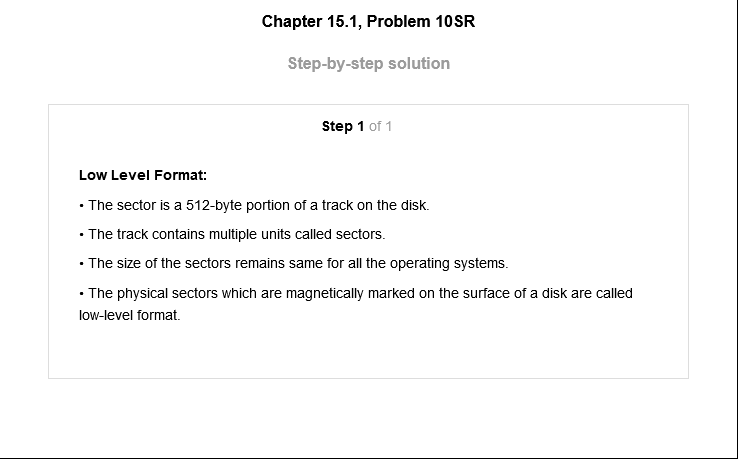 Chapter 15.1, Problem 10SR
Step-by-step solution
Step 1 of 1
Low Level Format:
• The sector is a 512-byte portion of a track on the disk.
• The track contains multiple units called sectors.
• The size of the sectors remains same for all the operating systems.
• The physical sectors which are magnetically marked on the surface of a disk are called
low-level format.